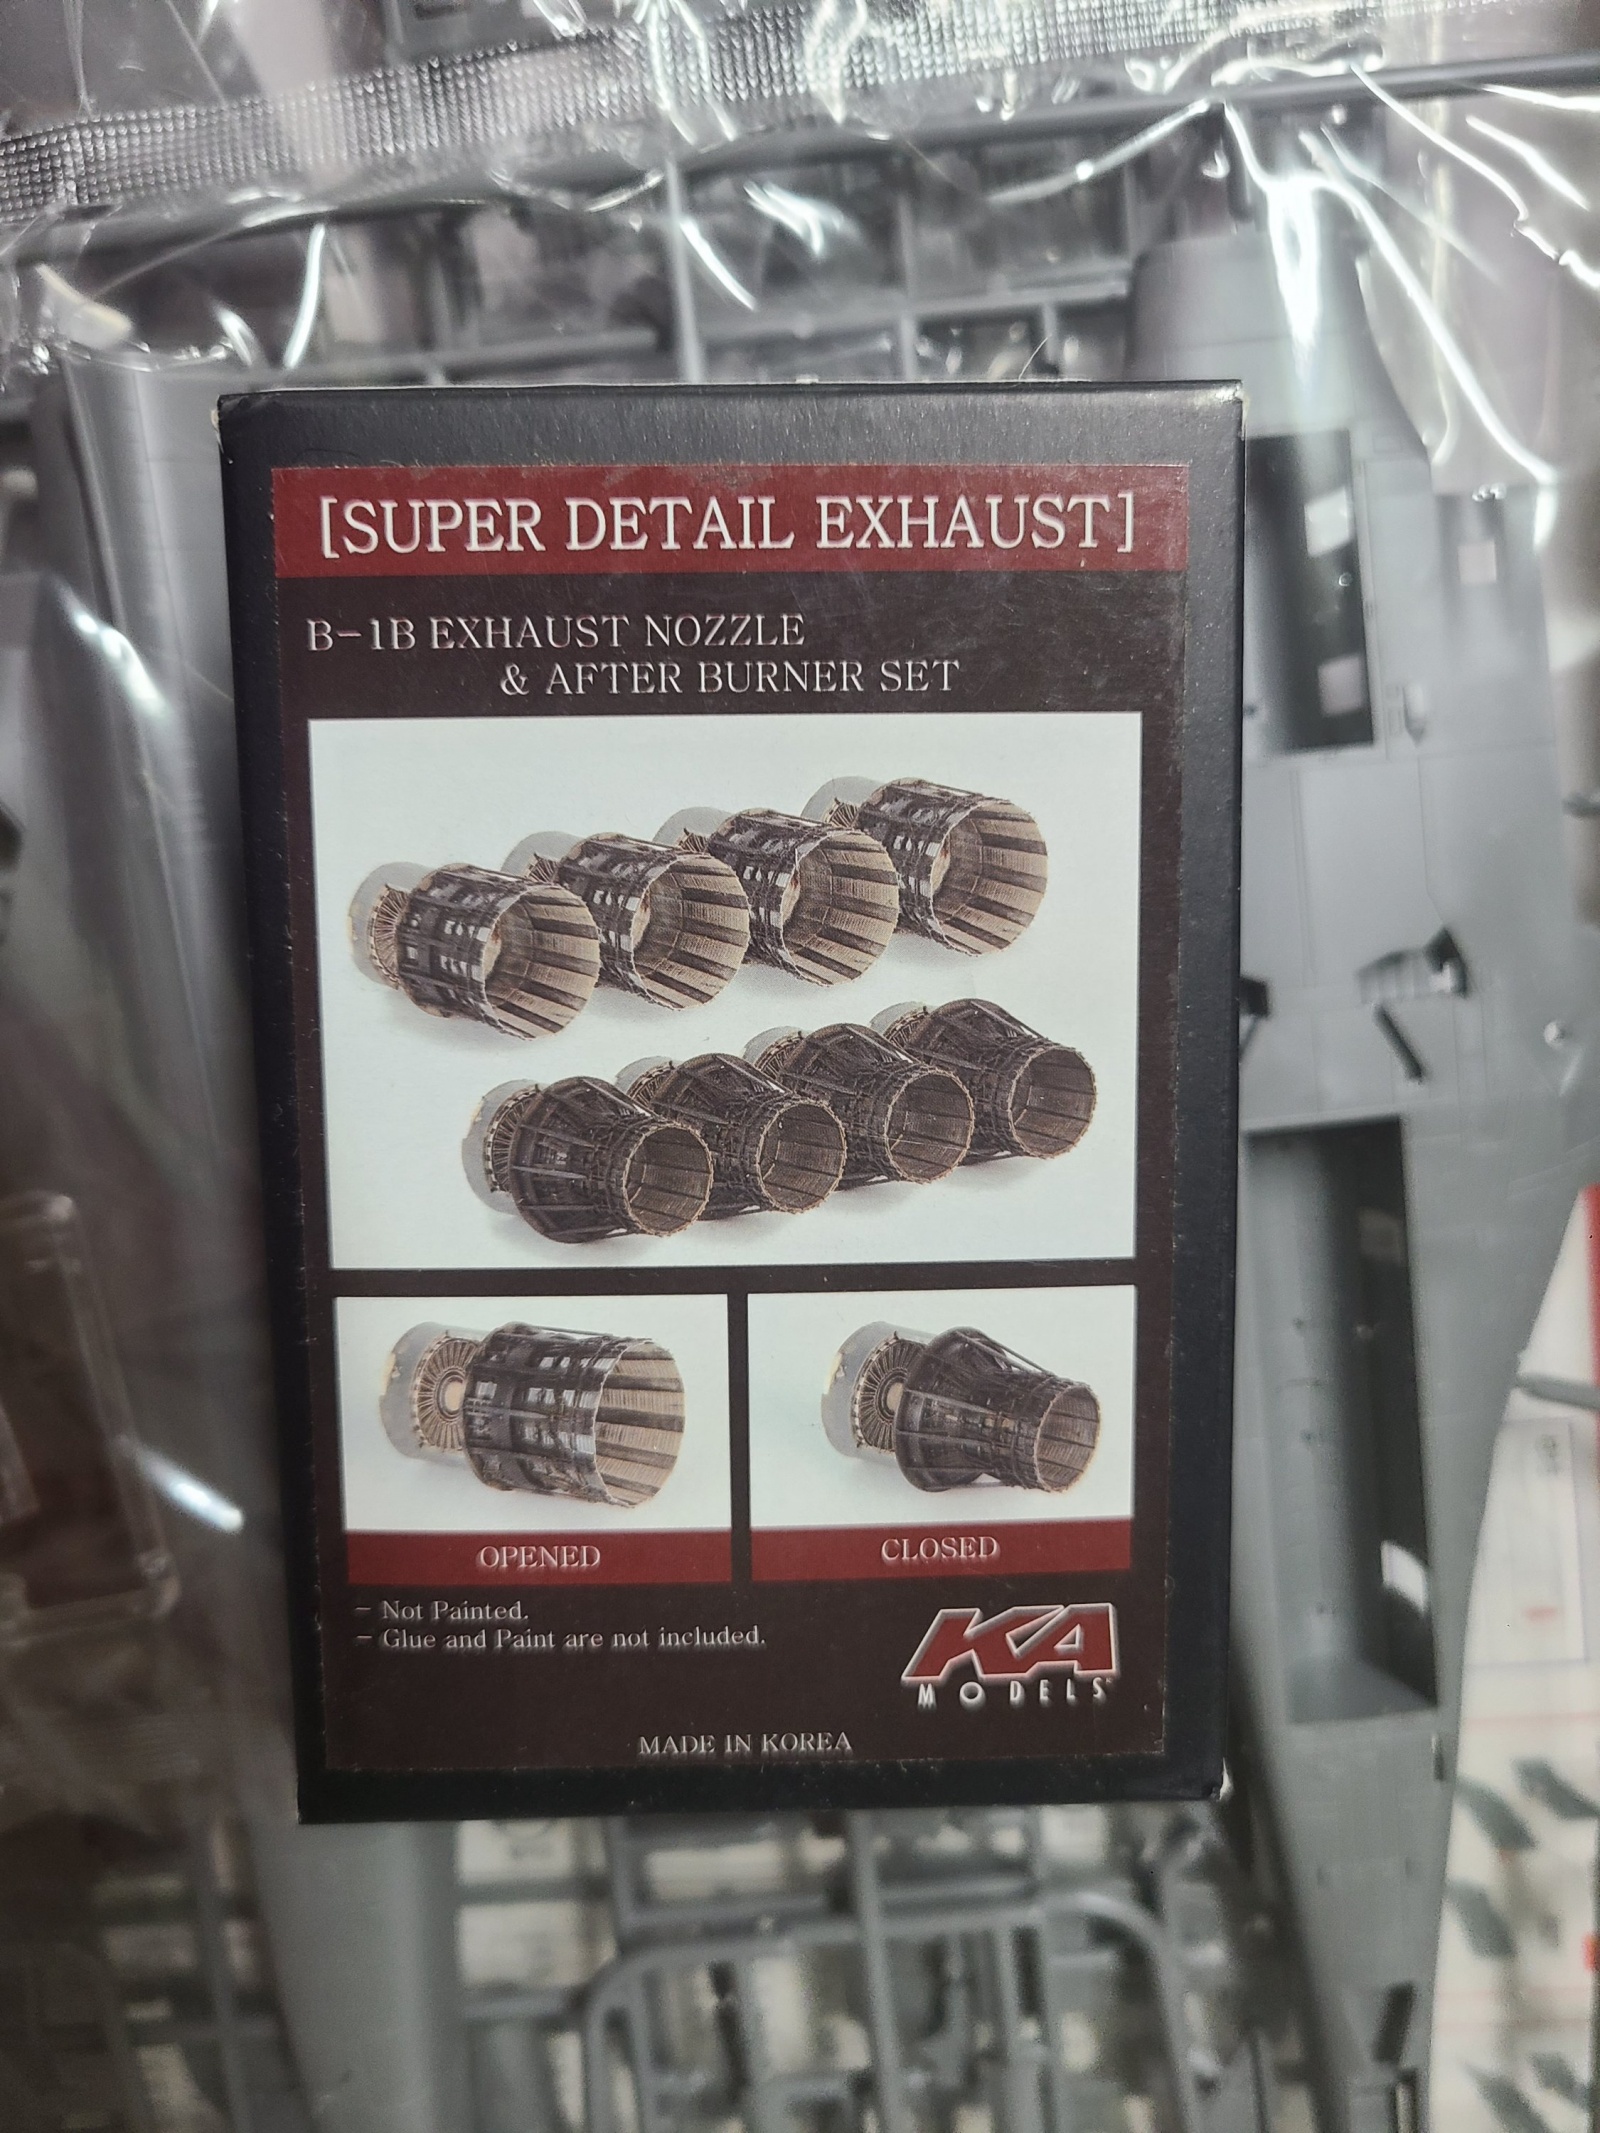 [SUPER DETAIL EXHAUST]
B-1B EXHAUST NOZZLE
& AFTER BURNER SET
OPENED
CLOSED
- Not Painted.
- Glue and Paint are not included.
KA
MODELS
MADE IN KOREA